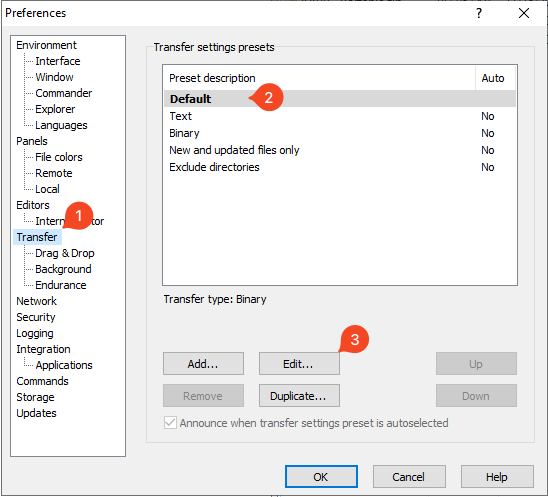 Preferences
?
Environment
Interface
Window
Commander
Explorer
Languages
Panels
File colors
Remote
Local
Editors
1
Transfer
Drag & Drop
Background
Endurance
Network
Security
Logging
Integration
Applications
Commands
Storage
Updates
Transfer settings presets
Preset description Auto
Default 2
Text No
Binary No
New and updated files only No
Exclude directories No
Transfer type: Binary
3
Add... Edit... Up
Remove Duplicate... Down
Announce when transfer settings preset is autoselected
OK Cancel Help